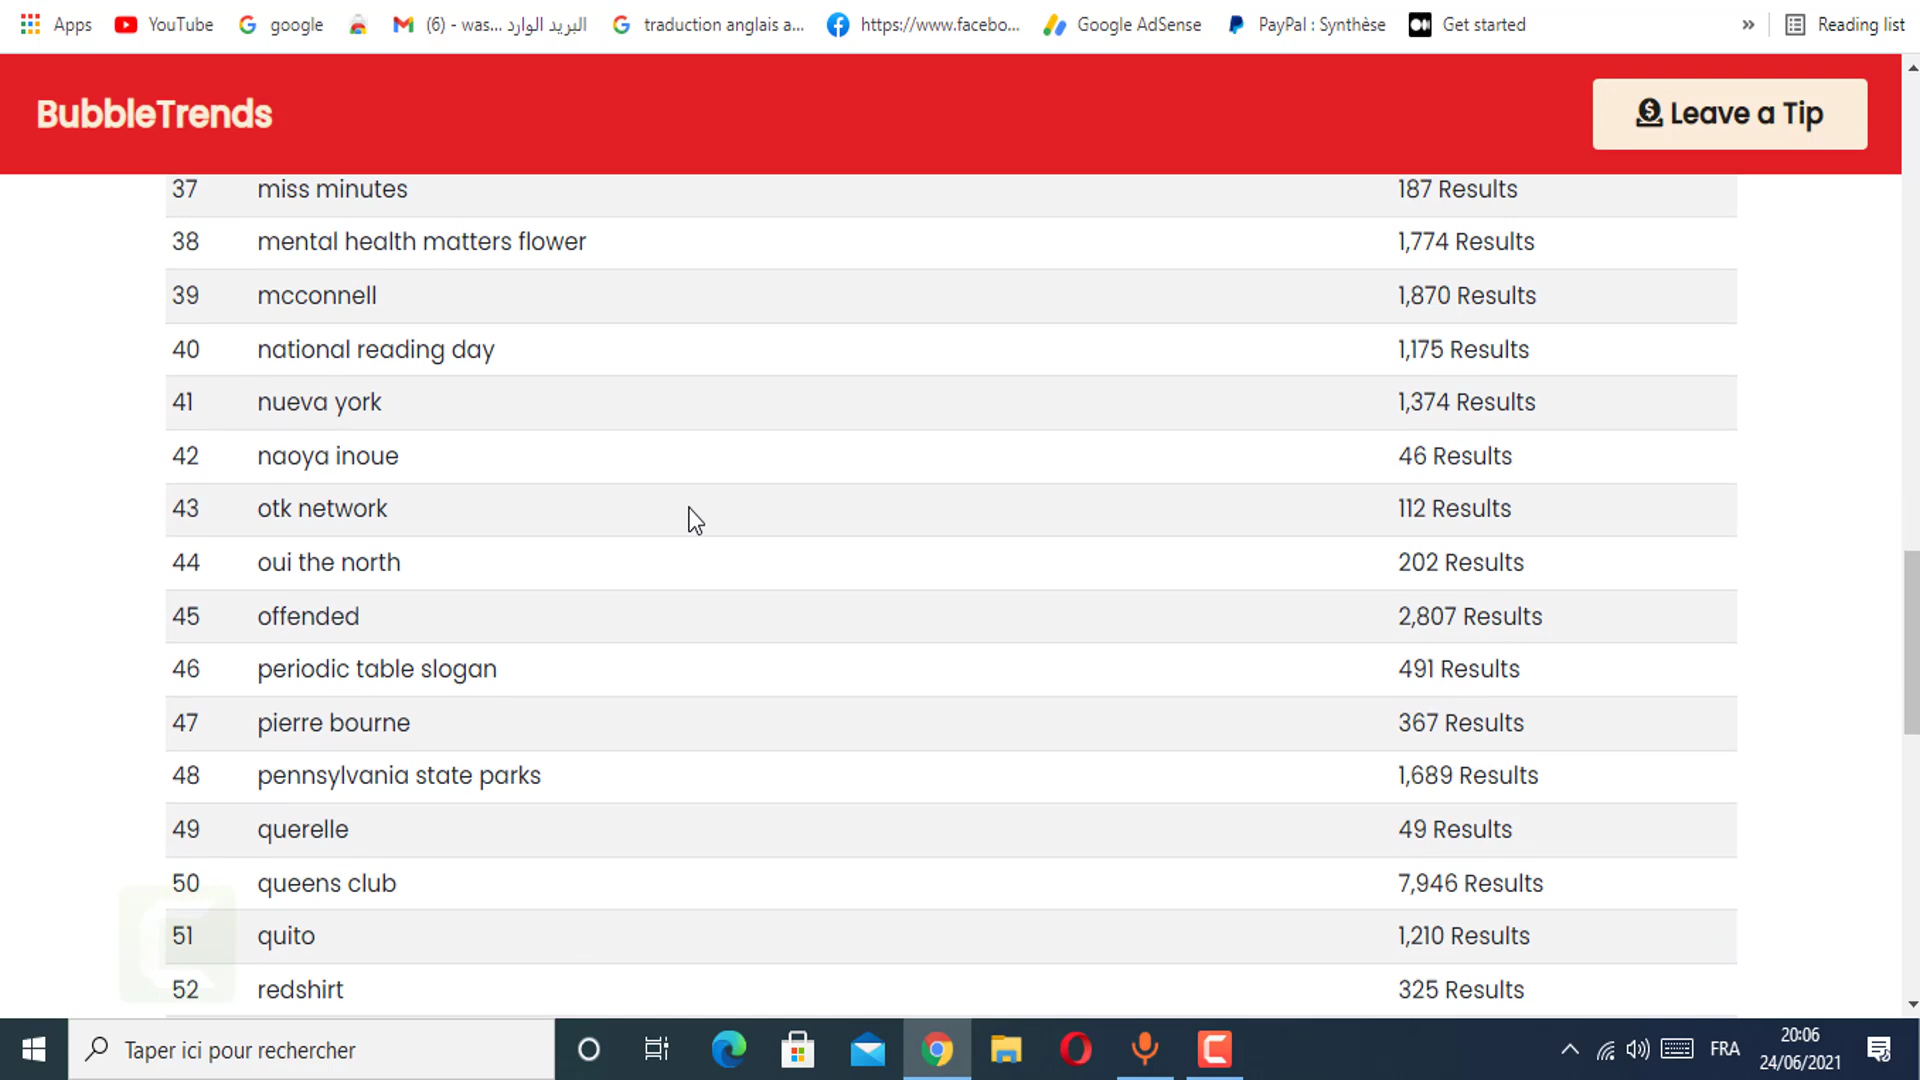 Apps YouTube google (6) - was... البريد الوارد traduction anglais a... https://www.facebo... Google AdSense PayPal : Synthèse Get started » Reading list
BubbleTrends Leave a Tip
37 miss minutes 187 Results
38 mental health matters flower 1,774 Results
39 mcconnell 1,870 Results
40 national reading day 1,175 Results
41 nueva york 1,374 Results
42 naoya inoue 46 Results
43 otk network 112 Results
44 oui the north 202 Results
45 offended 2,807 Results
46 periodic table slogan 491 Results
47 pierre bourne 367 Results
48 pennsylvania state parks 1,689 Results
49 querelle 49 Results
50 queens club 7,946 Results
51 quito 1,210 Results
52 redshirt 325 Results
Taper ici pour rechercher FRA 20:06
24/06/2021